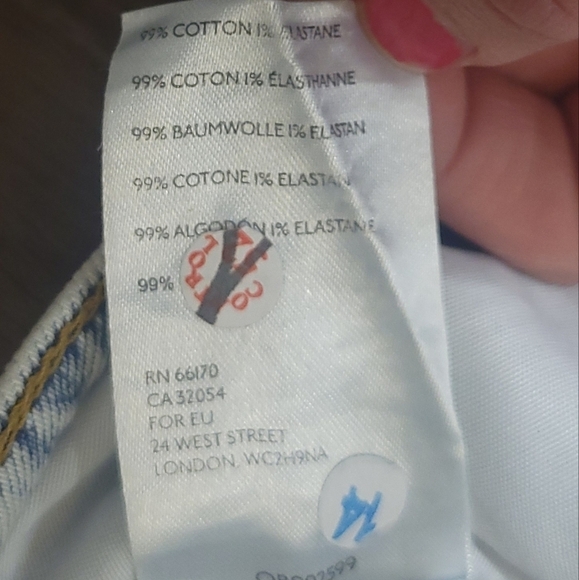 99% COTTON 1% ELASTANE
99% COTON 1% ÉLASTHANNE
99% BAUMWOLLE 1% ELASTAN
99% COTONE 1% ELASTAN
99% ALGODÓN 1% ELASTANE
99%
RN 66170
CA 32054
FOR EU
24 WEST STREET
LONDON, WC2H9NA
14